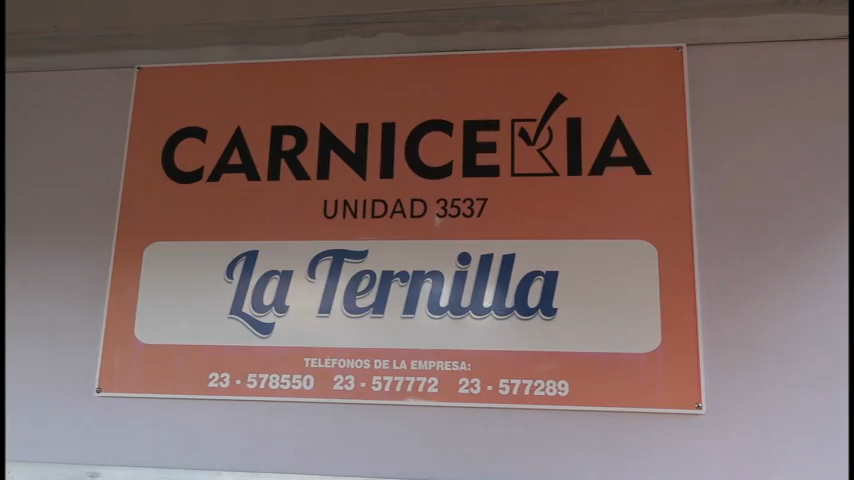 CARNICERIA
UNIDAD 3537
La Ternilla
TELÉFONOS DE LA EMPRESA:
23 - 578550 23 - 577772 23 - 577289